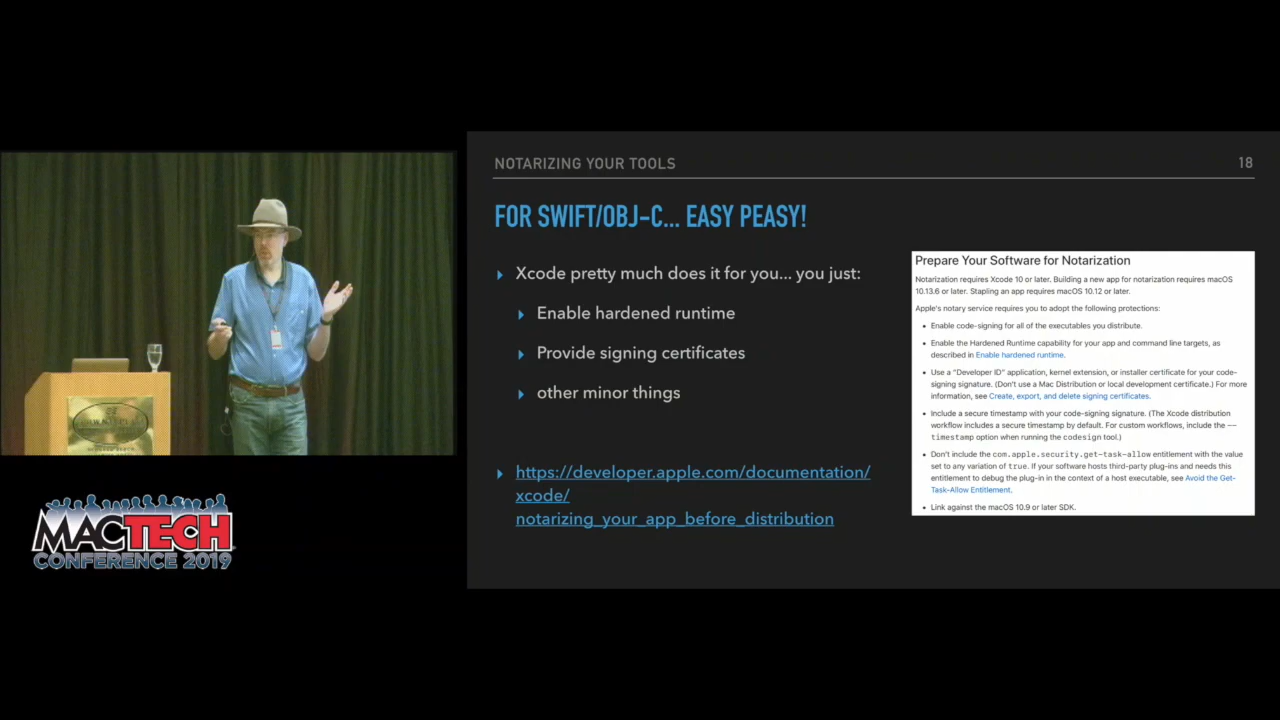 NOTARIZING YOUR TOOLS
18
FOR SWIFT/OBJ-C... EASY PEASY!
Xcode pretty much does it for you... you just:
Enable hardened runtime
Provide signing certificates
other minor things
https://developer.apple.com/documentation/
xcode/
notarizing_your_app_before_distribution
Prepare Your Software for Notarization
Notarization requires Xcode 10 or later. Building a new app for notarization requires macOS
10.13.6 or later. Stapling an app requires macOS 10.12 or later.
Apple's notary service requires you to adopt the following protections:
• Enable code-signing for all of the executables you distribute.
• Enable the Hardened Runtime capability for your app and command line targets, as
described in Enable hardened runtime.
• Use a "Developer ID" application, kernel extension, or installer certificate for your code-
signing signature. (Don't use a Mac Distribution or local development certificate.) For more
information, see Create, export, and delete signing certificates.
• Include a secure timestamp with your code-signing signature. (The Xcode distribution
workflow includes a secure timestamp by default. For custom workflows, include the --
timestamp option when running the codesign tool.)
• Don't include the com.apple.security.get-task-allow entitlement with the value
set to any variation of true. If your software hosts third-party plug-ins and needs this
entitlement to debug the plug-in in the context of a host executable, see Avoid the Get-
Task-Allow Entitlement.
• Link against the macOS 10.9 or later SDK.
MACTECH
CONFERENCE 2019